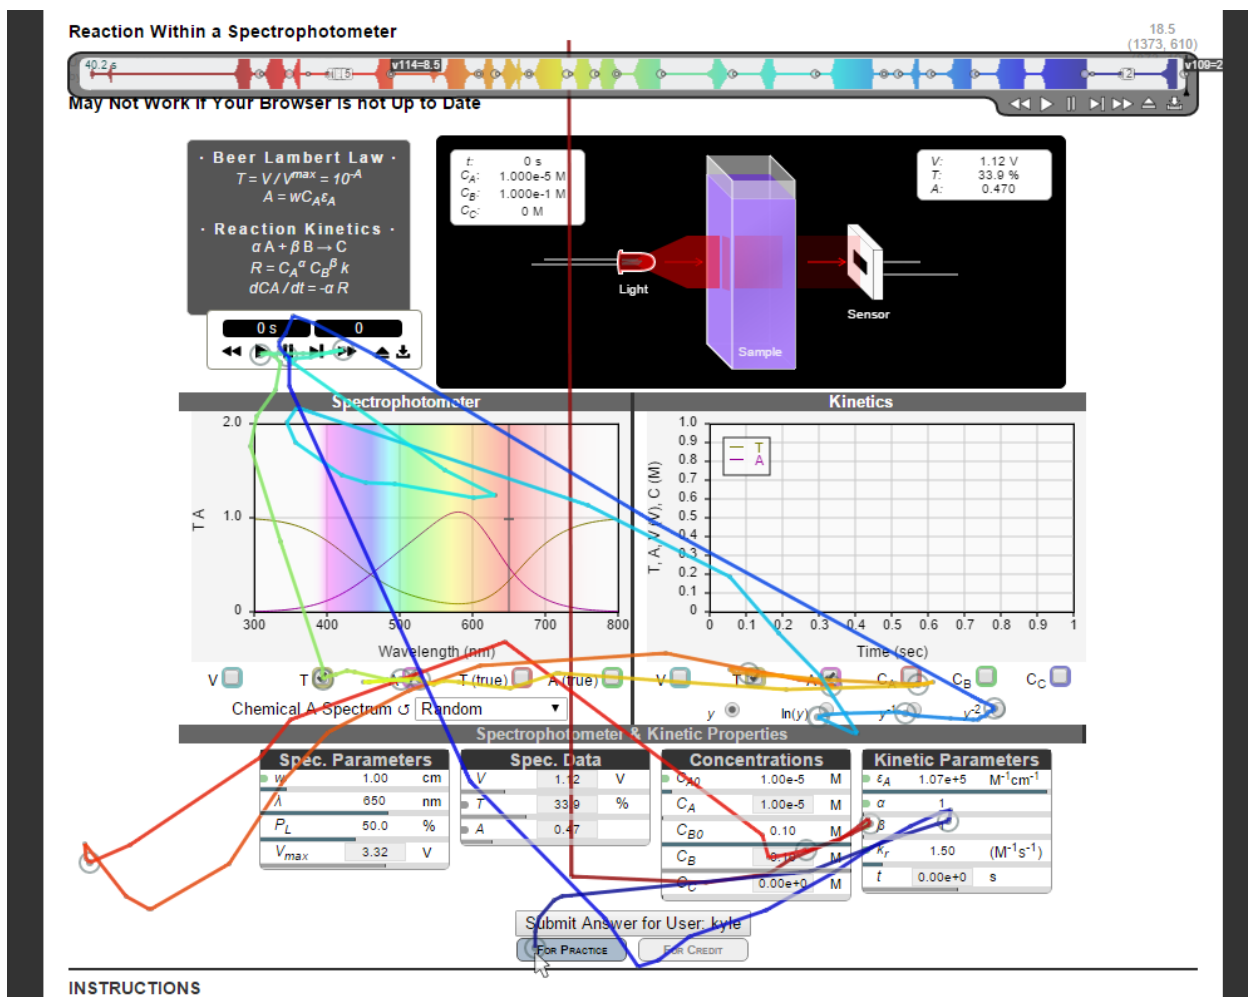 Reaction Within a Spectrophotometer
18.5
(1373, 610)
40.2 s
5
v114=8.5
2
v109=2
May Not Work if Your Browser is not Up to Date
· Beer Lambert Law ·
T = V / Vmax = 10-A
A = wCAεA
· Reaction Kinetics ·
α A + β B → C
R = CAα CBβ k
dCA / dt = -α R
t: 0 s
CA: 1.000e-5 M
CB: 1.000e-1 M
CC: 0 M
V: 1.12 V
T: 33.9 %
A: 0.470
Light
Sensor
Sample
0 s 0
Spectrophotometer
Kinetics
2.0
1.0
0
T A
300 400 500 600 700 800
Wavelength (nm)
1.0
0.9
0.8
0.7
0.6
0.5
0.4
0.3
0.2
0.1
0
T, A, V (V), C (M)
T
A
0 0.1 0.2 0.3 0.4 0.5 0.6 0.7 0.8 0.9 1
Time (sec)
V T A T (true) A (true)
V T A CA CB CC
Chemical A Spectrum Random
y ln(y) y-1 y-2
Spectrophotometer & Kinetic Properties
Spec. Parameters
w 1.00 cm
λ 650 nm
PL 50.0 %
Vmax 3.32 V
Spec. Data
V 1.12 V
T 33.9 %
A 0.47
Concentrations
CA0 1.00e-5 M
CA 1.00e-5 M
CB0 0.10 M
CB 0.10 M
CC 0.00e+0 M
Kinetic Parameters
εA 1.07e+5 M-1cm-1
α 1
β
kr 1.50 (M-1s-1)
t 0.00e+0 s
Submit Answer for User: kyle
For Practice For Credit
INSTRUCTIONS